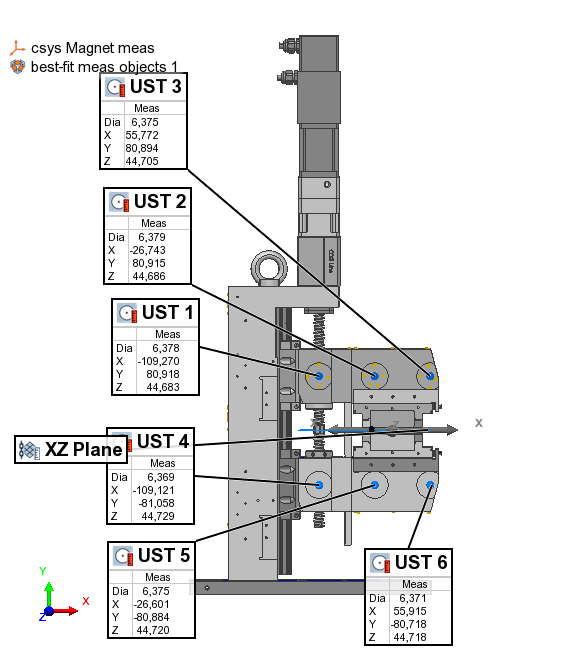 csys Magnet meas
best-fit meas objects 1
UST 3
Meas
Dia 6,375
X 55,772
Y 80,894
Z 44,705
UST 2
Meas
Dia 6,379
X -26,743
Y 80,915
Z 44,686
UST 1
Meas
Dia 6,378
X -109,270
Y 80,918
Z 44,683
X
UST 4
XZ Plane
Meas
Dia 6,369
X -109,121
Y -81,058
Z 44,729
UST 5
Meas
Dia 6,375
X -26,601
Y -80,884
Z 44,720
UST 6
Meas
Dia 6,371
X 55,915
Y -80,718
Z 44,718
Y
X
Z